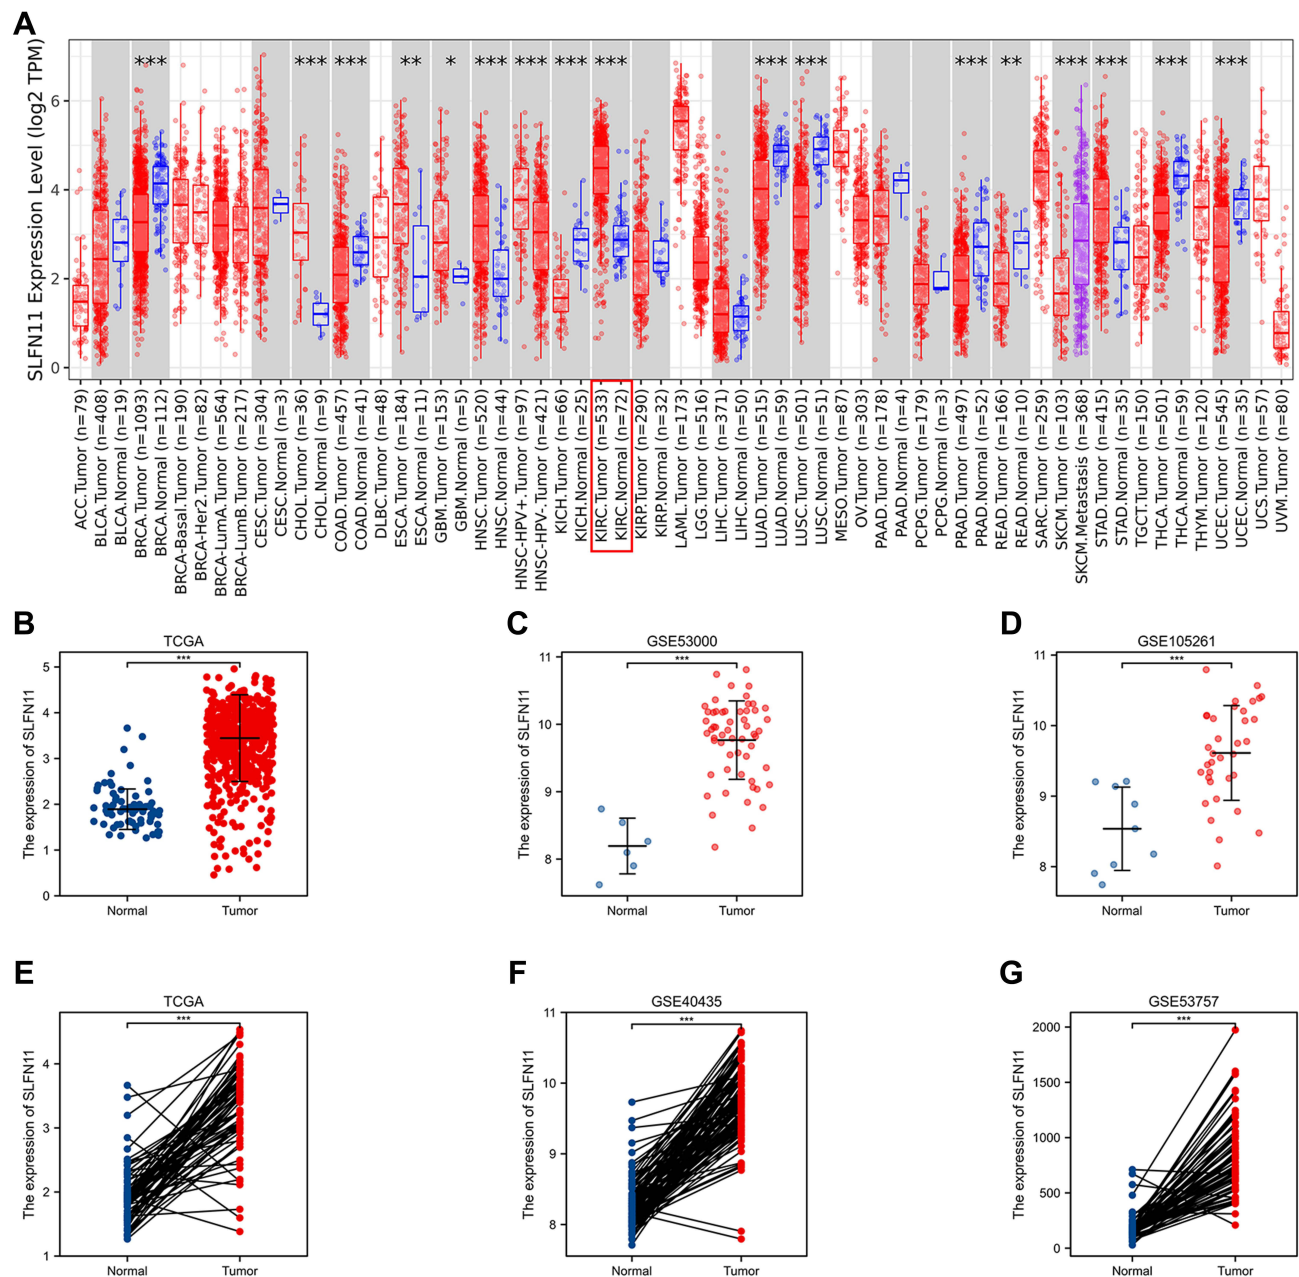 A
SLFN11 Expression Level (log2 TPM)
6
4
2
0
*** *** *** ** * *** *** *** *** *** *** *** ** *** *** *** ***
ACC.Tumor (n=79)
BLCA.Tumor (n=408)
BLCA.Normal (n=19)
BRCA.Tumor (n=1093)
BRCA.Normal (n=112)
BRCA-Basal.Tumor (n=190)
BRCA-Her2.Tumor (n=82)
BRCA-LumA.Tumor (n=564)
BRCA-LumB.Tumor (n=217)
CESC.Tumor (n=304)
CESC.Normal (n=3)
CHOL.Tumor (n=36)
CHOL.Normal (n=9)
COAD.Tumor (n=457)
COAD.Normal (n=41)
DLBC.Tumor (n=48)
ESCA.Tumor (n=184)
ESCA.Normal (n=11)
GBM.Tumor (n=153)
GBM.Normal (n=5)
HNSC.Tumor (n=520)
HNSC.Normal (n=44)
HNSC-HPV+.Tumor (n=97)
HNSC-HPV-.Tumor (n=421)
KICH.Tumor (n=66)
KICH.Normal (n=25)
KIRC.Tumor (n=533)
KIRC.Normal (n=72)
KIRP.Tumor (n=290)
KIRP.Normal (n=32)
LAML.Tumor (n=173)
LGG.Tumor (n=516)
LIHC.Tumor (n=371)
LIHC.Normal (n=50)
LUAD.Tumor (n=515)
LUAD.Normal (n=59)
LUSC.Tumor (n=501)
LUSC.Normal (n=51)
MESO.Tumor (n=87)
OV.Tumor (n=303)
PAAD.Tumor (n=178)
PAAD.Normal (n=4)
PCPG.Tumor (n=179)
PCPG.Normal (n=3)
PRAD.Tumor (n=497)
PRAD.Normal (n=52)
READ.Tumor (n=166)
READ.Normal (n=10)
SARC.Tumor (n=259)
SKCM.Tumor (n=103)
SKCM.Metastasis (n=368)
STAD.Tumor (n=415)
STAD.Normal (n=35)
TGCT.Tumor (n=150)
THCA.Tumor (n=501)
THCA.Normal (n=59)
THYM.Tumor (n=120)
UCEC.Tumor (n=545)
UCEC.Normal (n=35)
UCS.Tumor (n=57)
UVM.Tumor (n=80)
B
TCGA
***
The expression of SLFN11
5
4
3
2
1
0
Normal Tumor
C
GSE53000
***
The expression of SLFN11
11
10
9
8
Normal Tumor
D
GSE105261
***
The expression of SLFN11
11
10
9
8
Normal Tumor
E
TCGA
***
The expression of SLFN11
4
3
2
1
Normal Tumor
F
GSE40435
***
The expression of SLFN11
11
10
9
8
Normal Tumor
G
GSE53757
***
The expression of SLFN11
2000
1500
1000
500
0
Normal Tumor